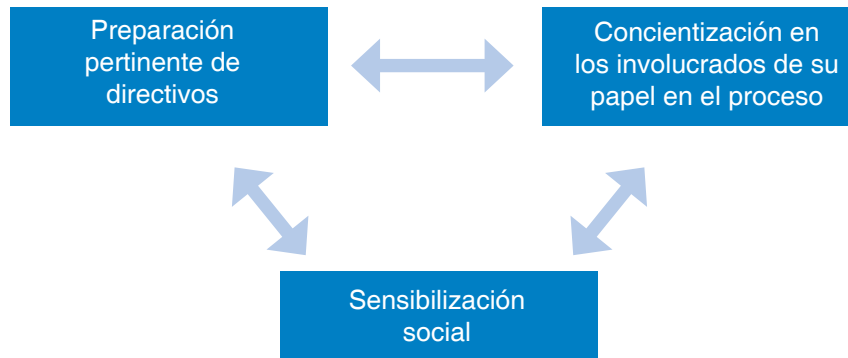 Preparación
pertinente de
directivos
Concientización en
los involucrados de su
papel en el proceso
Sensibilización
social